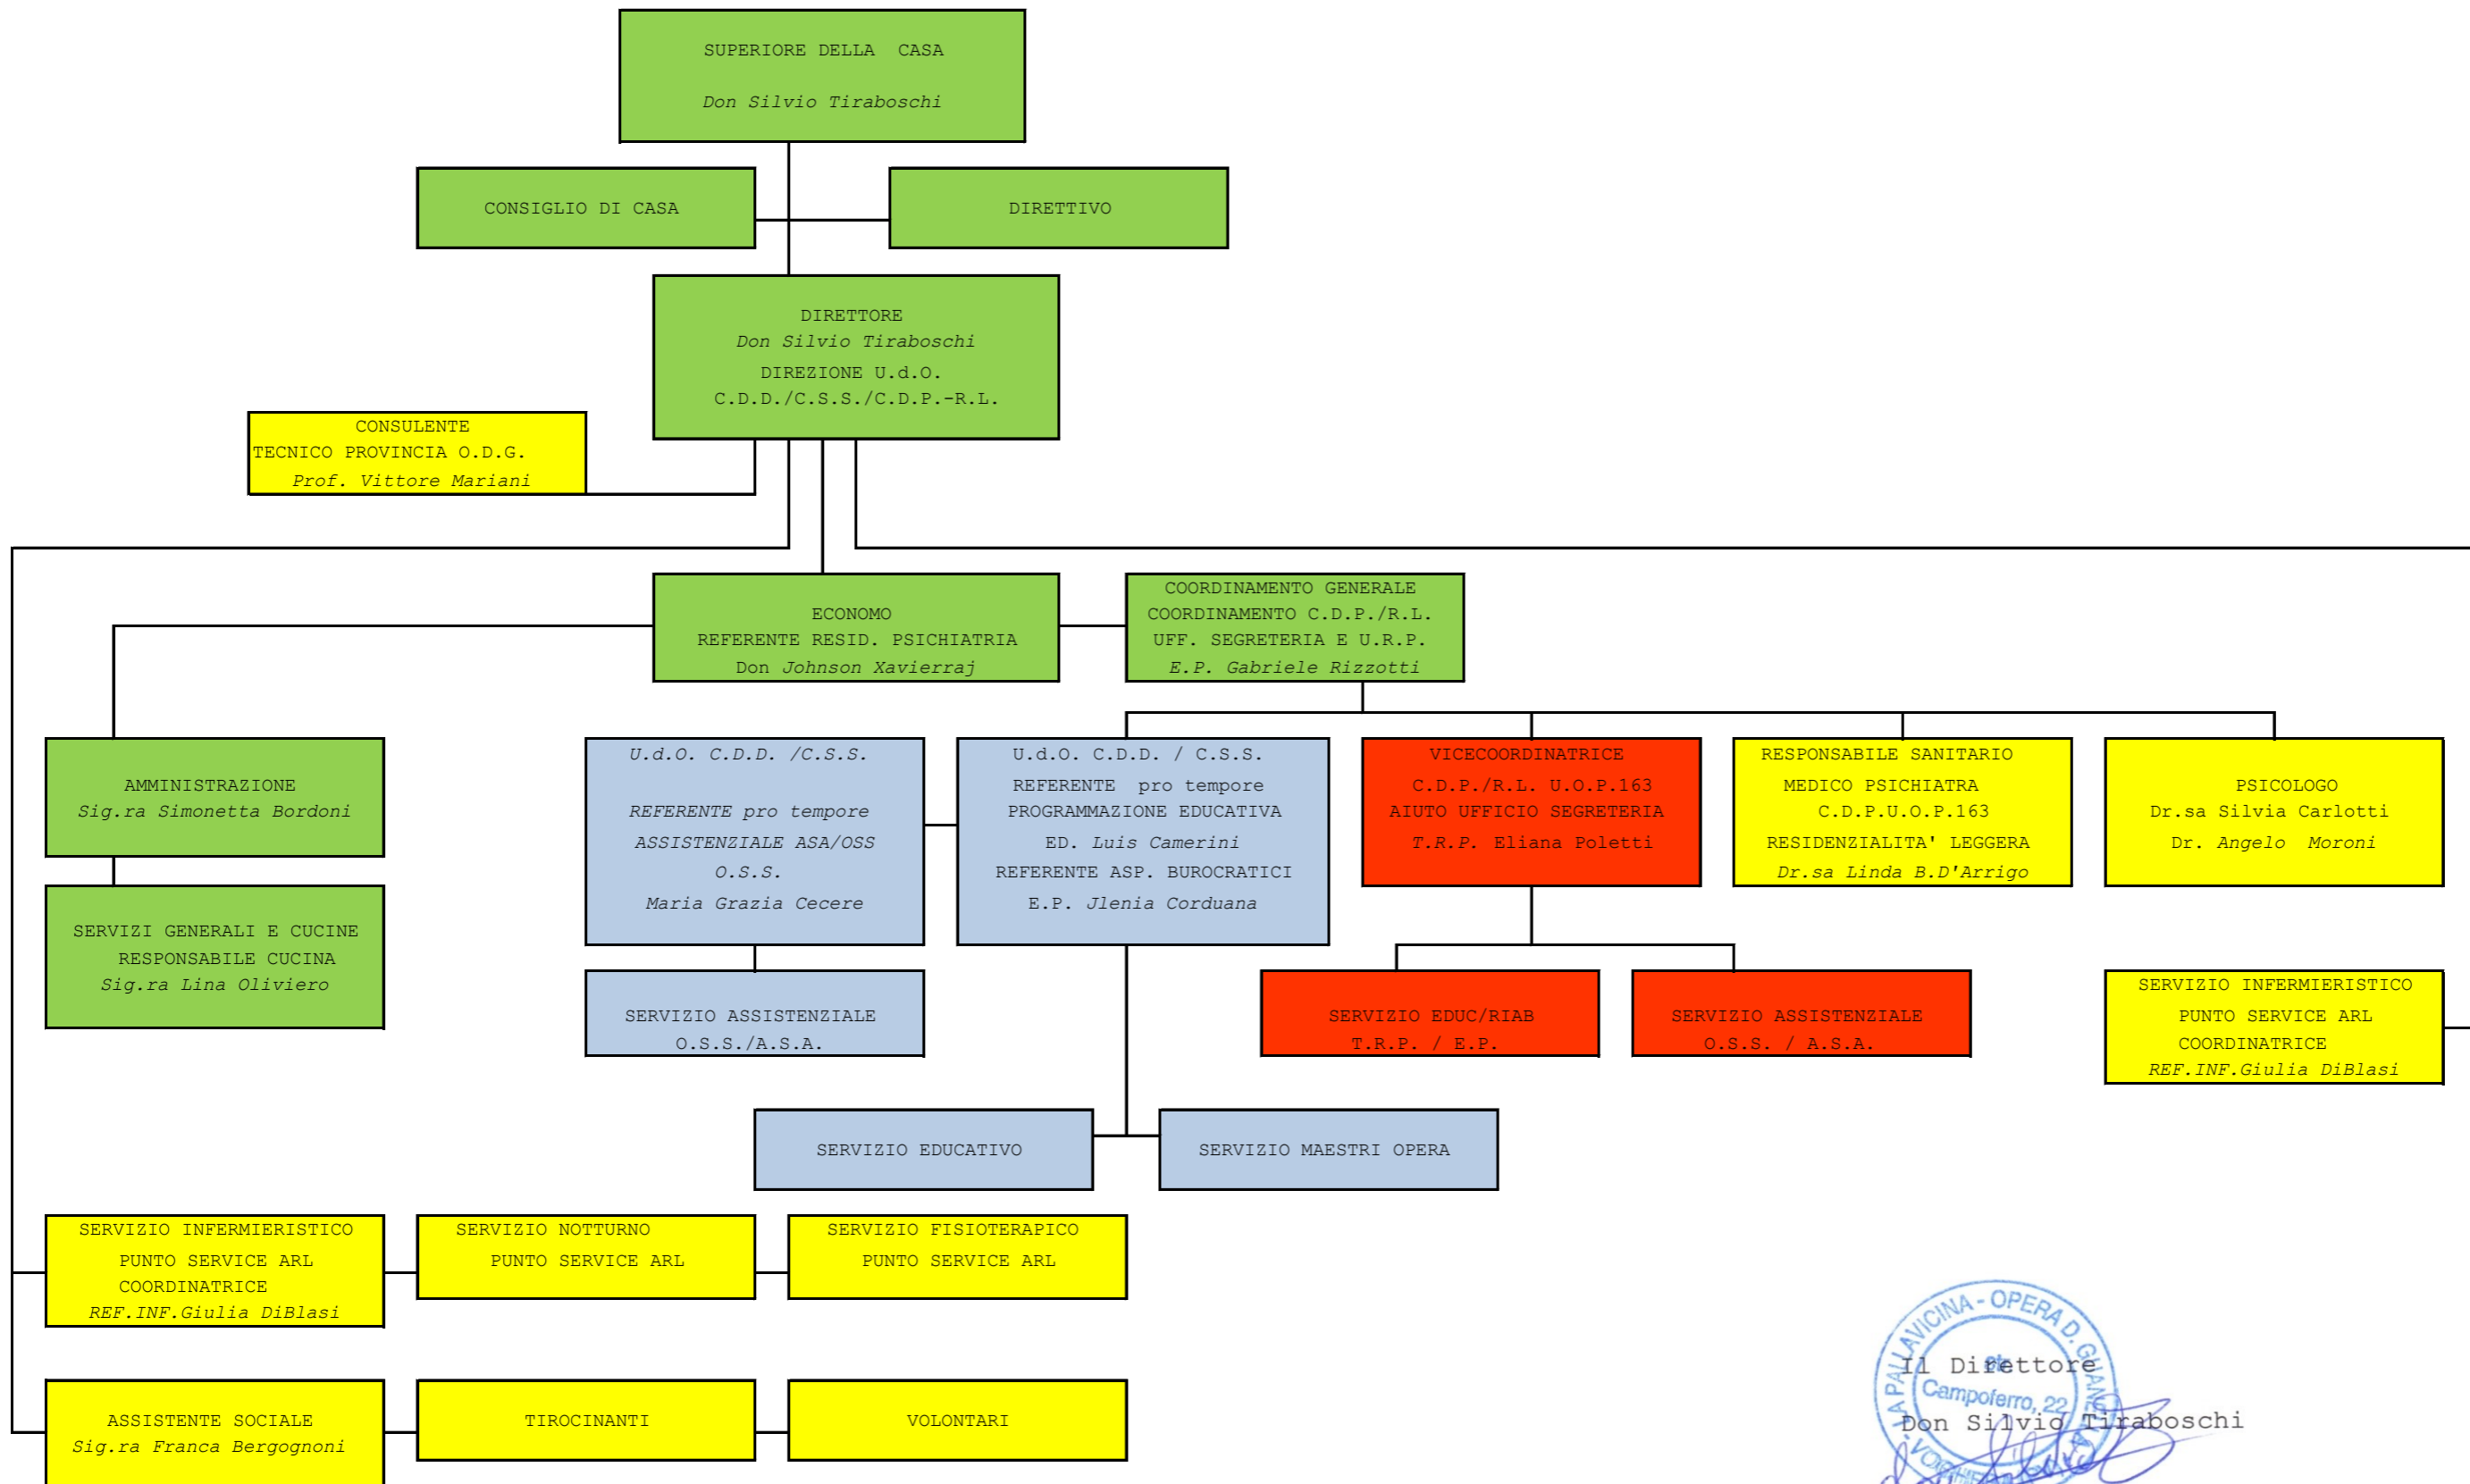 SUPERIORE DELLA CASA
Don Silvio Tiraboschi
CONSIGLIO DI CASA
DIRETTIVO
DIRETTORE
Don Silvio Tiraboschi
DIREZIONE U.d.O.
C.D.D./C.S.S./C.D.P.-R.L.
CONSULENTE
TECNICO PROVINCIA O.D.G.
Prof. Vittore Mariani
ECONOMO
REFERENTE RESID. PSICHIATRIA
Don Johnson Xavierraj
COORDINAMENTO GENERALE
COORDINAMENTO C.D.P./R.L.
UFF. SEGRETERIA E U.R.P.
E.P. Gabriele Rizzotti
AMMINISTRAZIONE
Sig.ra Simonetta Bordoni
U.d.O. C.D.D. /C.S.S.
REFERENTE pro tempore
ASSISTENZIALE ASA/OSS
O.S.S.
Maria Grazia Cecere
U.d.O. C.D.D. / C.S.S.
REFERENTE pro tempore
PROGRAMMAZIONE EDUCATIVA
ED. Luis Camerini
REFERENTE ASP. BUROCRATICI
E.P. Jlenia Corduana
VICECOORDINATRICE
C.D.P./R.L. U.O.P.163
AIUTO UFFICIO SEGRETERIA
T.R.P. Eliana Poletti
RESPONSABILE SANITARIO
MEDICO PSICHIATRA
C.D.P.U.O.P.163
RESIDENZIALITA' LEGGERA
Dr.sa Linda B.D'Arrigo
PSICOLOGO
Dr.sa Silvia Carlotti
Dr. Angelo Moroni
SERVIZI GENERALI E CUCINE
RESPONSABILE CUCINA
Sig.ra Lina Oliviero
SERVIZIO ASSISTENZIALE
O.S.S./A.S.A.
SERVIZIO EDUC/RIAB
T.R.P. / E.P.
SERVIZIO ASSISTENZIALE
O.S.S. / A.S.A.
SERVIZIO INFERMIERISTICO
PUNTO SERVICE ARL
COORDINATRICE
REF.INF.Giulia DiBlasi
SERVIZIO EDUCATIVO
SERVIZIO MAESTRI OPERA
SERVIZIO INFERMIERISTICO
PUNTO SERVICE ARL
COORDINATRICE
REF.INF.Giulia DiBlasi
SERVIZIO NOTTURNO
PUNTO SERVICE ARL
SERVIZIO FISIOTERAPICO
PUNTO SERVICE ARL
ASSISTENTE SOCIALE
Sig.ra Franca Bergognoni
TIROCINANTI
VOLONTARI
LA PALLAVICINA - OPERA D. GUANELLA
Il Direttore
Campoferro, 22
Don Silvio Tiraboschi